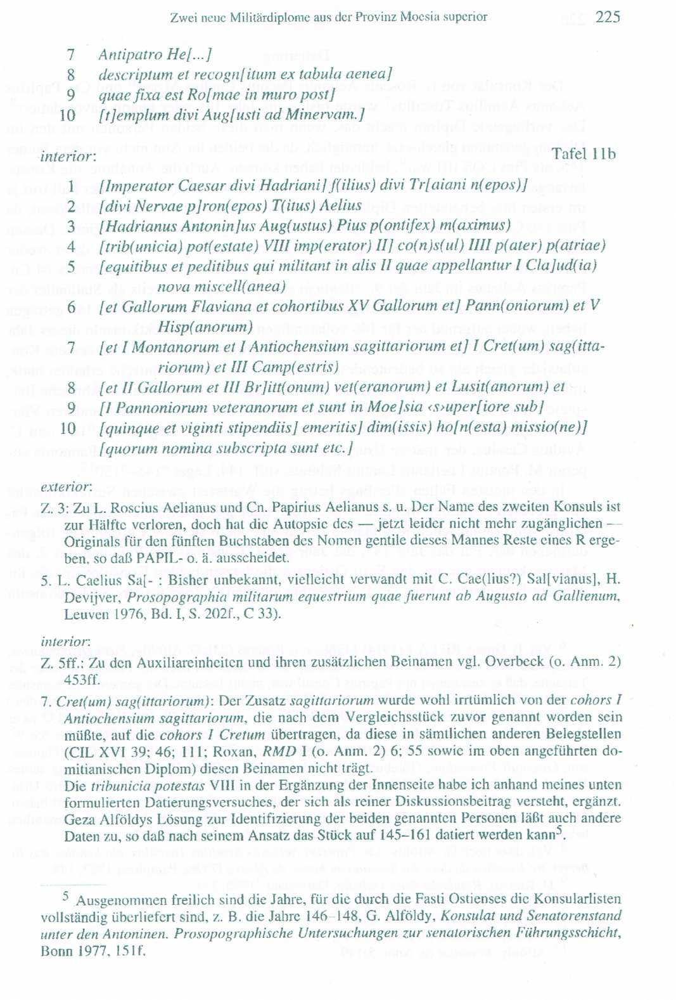 Zwei neue Militärdiplome aus der Provinz Moesia superior 225
7 Antipatro He[...]
8 descriptum et recogn[itum ex tabula aenea]
9 quae fixa est Ro[mae in muro post]
10 [t]emplum divi Aug[usti ad Minervam.]
interior: Tafel 11b
1 [Imperator Caesar divi Hadriani] f(ilius) divi Tr[aiani n(epos)]
2 [divi Nervae p]ron(epos) T(itus) Aelius
3 [Hadrianus Antonin]us Aug(ustus) Pius p(ontifex) m(aximus)
4 [trib(unicia) pot(estate) VIII imp(erator) II] co(n)s(ul) IIII p(ater) p(atriae)
5 [equitibus et peditibus qui militant in alis II quae appellantur I Cla]ud(ia)
nova miscell(anea)
6 [et Gallorum Flaviana et cohortibus XV Gallorum et] Pann(oniorum) et V
Hisp(anorum)
7 [et I Montanorum et I Antiochensium sagittariorum et] I Cret(um) sag(itta-
riorum) et III Camp(estris)
8 [et II Gallorum et III Br]itt(onum) vet(eranorum) et Lusit(anorum) et
9 [I Pannoniorum veteranorum et sunt in Moe]sia ‹s›uper[iore sub]
10 [quinque et viginti stipendiis] emeritis] dim(issis) ho[n(esta) missio(ne)]
[quorum nomina subscripta sunt etc.]
exterior:
Z. 3: Zu L. Roscius Aelianus und Cn. Papirius Aelianus s. u. Der Name des zweiten Konsuls ist
zur Hälfte verloren, doch hat die Autopsie des — jetzt leider nicht mehr zugänglichen —
Originals für den fünften Buchstaben des Nomen gentile dieses Mannes Reste eines R erge-
ben, so daß PAPIL- o. ä. ausscheidet.
5. L. Caelius Sa[- : Bisher unbekannt, vielleicht verwandt mit C. Cae(lius?) Sal[vianus], H.
Devijver, Prosopographia militarum equestrium quae fuerunt ab Augusto ad Gallienum,
Leuven 1976, Bd. I, S. 202f., C 33).
interior:
Z. 5ff.: Zu den Auxiliareinheiten und ihren zusätzlichen Beinamen vgl. Overbeck (o. Anm. 2)
453ff.
7. Cret(um) sag(ittariorum): Der Zusatz sagittariorum wurde wohl irrtümlich von der cohors I
Antiochensium sagittariorum, die nach dem Vergleichsstück zuvor genannt worden sein
müßte, auf die cohors I Cretum übertragen, da diese in sämtlichen anderen Belegstellen
(CIL XVI 39; 46; 111; Roxan, RMD I (o. Anm. 2) 6; 55 sowie im oben angeführten do-
mitianischen Diplom) diesen Beinamen nicht trägt.
Die tribunicia potestas VIII in der Ergänzung der Innenseite habe ich anhand meines unten
formulierten Datierungsversuches, der sich als reiner Diskussionsbeitrag versteht, ergänzt.
Geza Alföldys Lösung zur Identifizierung der beiden genannten Personen läßt auch andere
Daten zu, so daß nach seinem Ansatz das Stück auf 145–161 datiert werden kann5.
5 Ausgenommen freilich sind die Jahre, für die durch die Fasti Ostienses die Konsularlisten
vollständig überliefert sind, z. B. die Jahre 146–148, G. Alföldy, Konsulat und Senatorenstand
unter den Antoninen. Prosopographische Untersuchungen zur senatorischen Führungsschicht,
Bonn 1977, 151f.